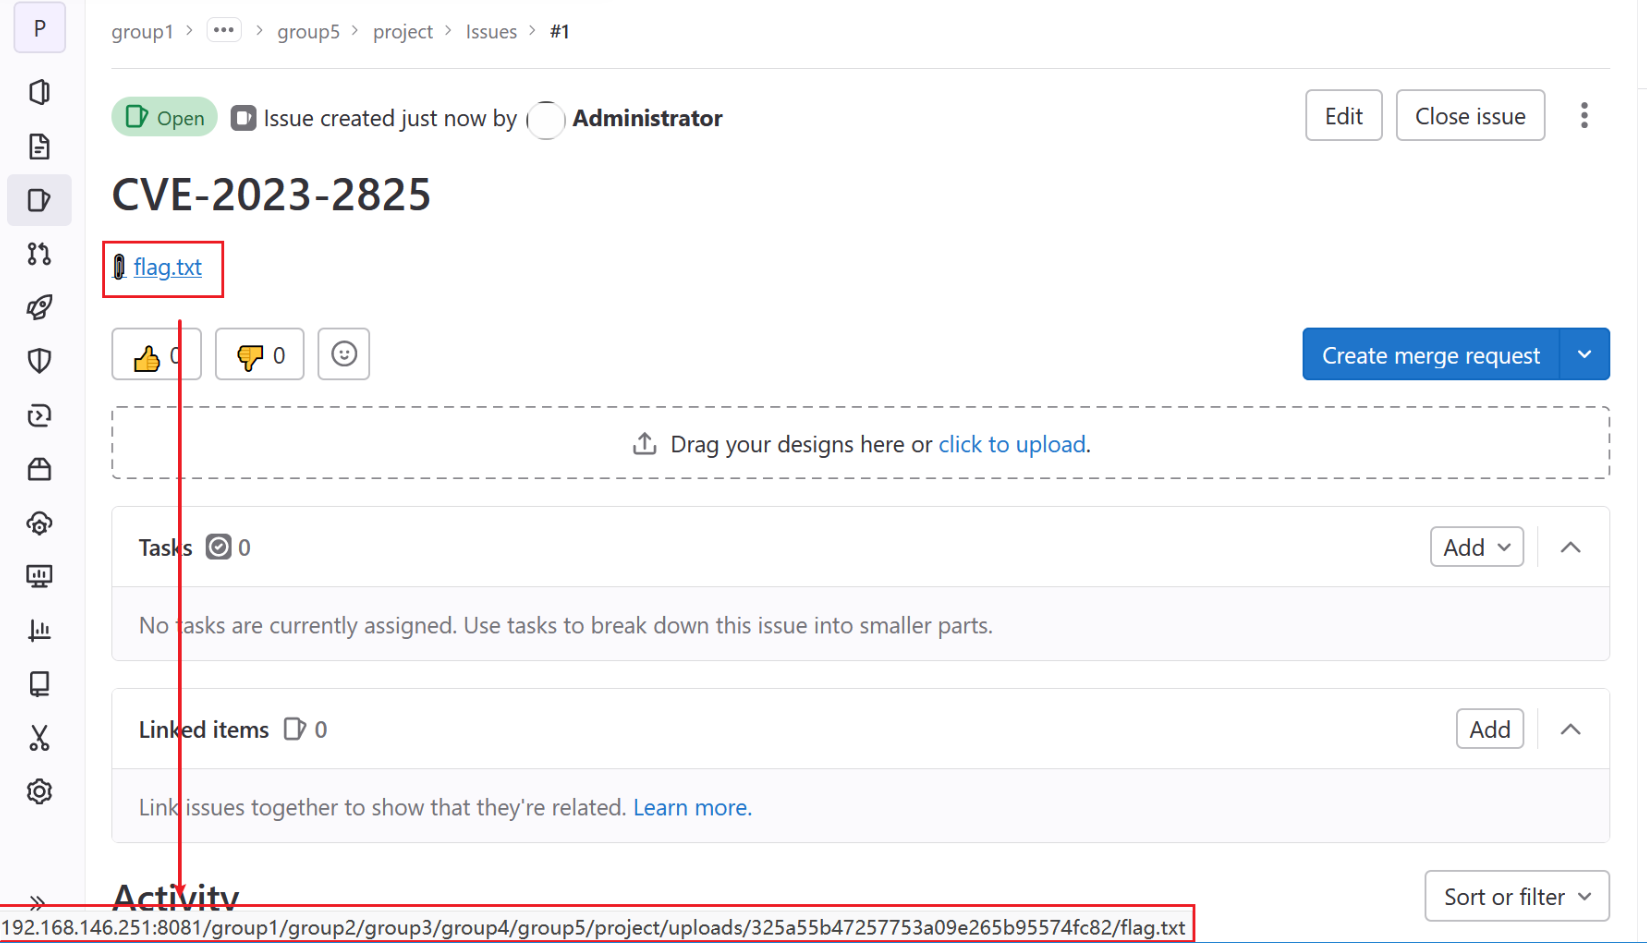 P
group1 > ••• > group5 > project > Issues > #1
Open Issue created just now by Administrator
Edit
Close issue
CVE-2023-2825
flag.txt
0
0
Create merge request
Drag your designs here or click to upload.
Tasks 0
Add
No tasks are currently assigned. Use tasks to break down this issue into smaller parts.
Linked items 0
Add
Link issues together to show that they're related. Learn more.
Activity
Sort or filter
192.168.146.251:8081/group1/group2/group3/group4/group5/project/uploads/325a55b47257753a09e265b95574fc82/flag.txt